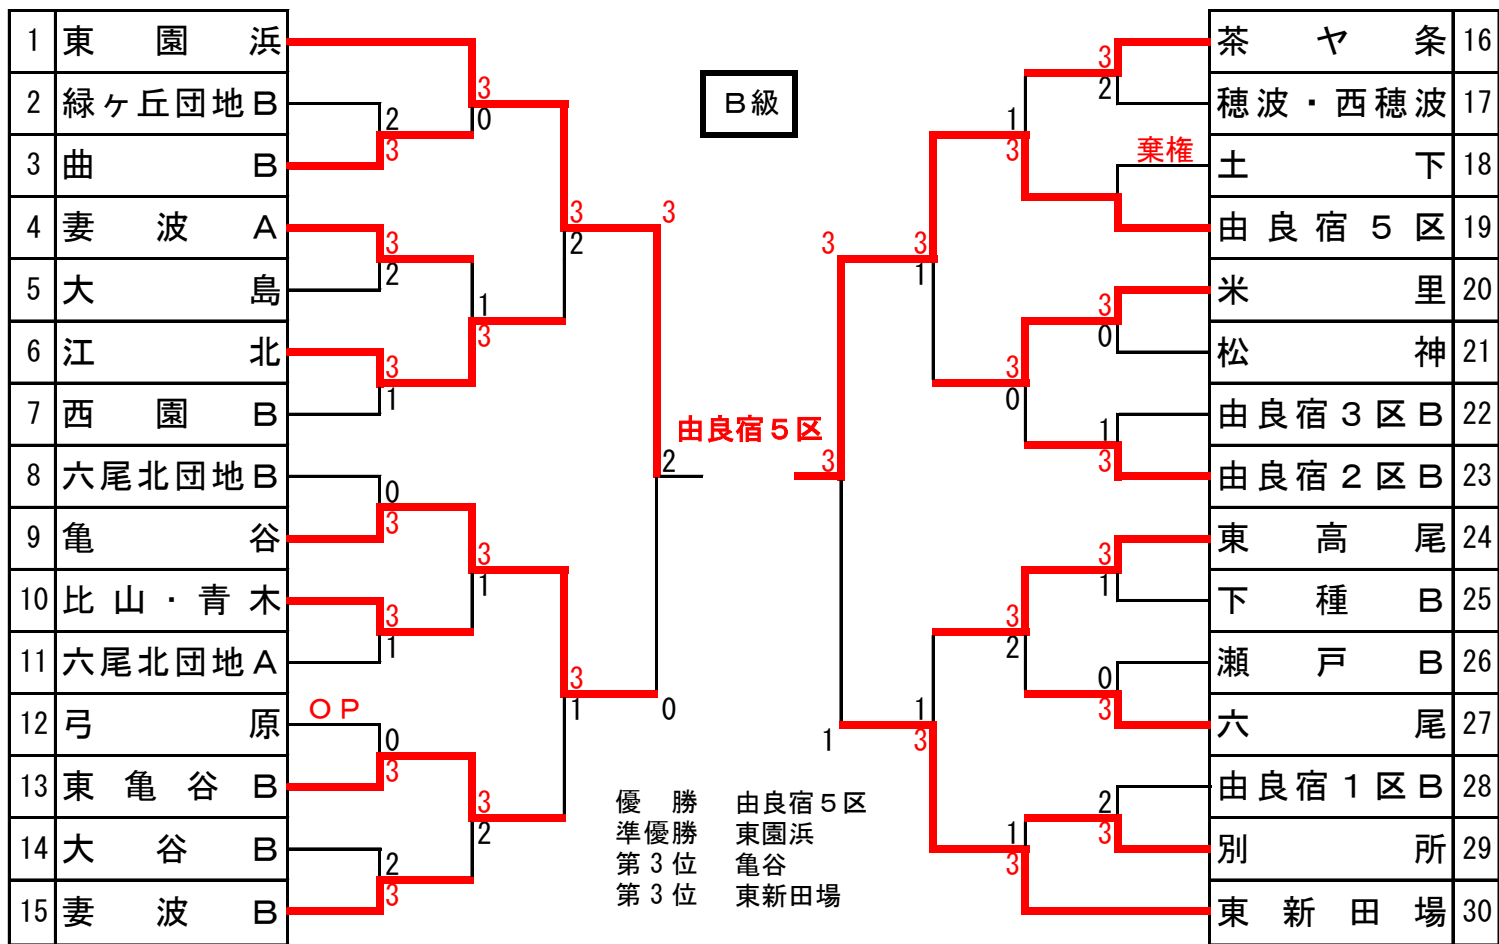 B級
1 東園浜
2 緑ヶ丘団地B
3 曲B
4 妻波A
5 大島
6 江北
7 西園B
8 六尾北団地B
9 亀谷
10 比山・青木
11 六尾北団地A
12 弓原
OP
13 東亀谷B
14 大谷B
15 妻波B
3
0
2
3
3
2
3
2
1
3
3
1
3
2
0
3
3
1
3
1
3
1
0
0
3
3
2
2
3
由良宿5区
3
3
1
3
2
1
3
3
1
3
0
3
0
1
3
3
1
3
2
0
3
1
3
1
2
3
1
3
茶ヤ条 16
穂波・西穂波 17
棄権
土下 18
由良宿5区 19
米里 20
松神 21
由良宿3区B 22
由良宿2区B 23
東高尾 24
下種B 25
瀬戸B 26
六尾 27
由良宿1区B 28
別所 29
東新田場 30
優勝 由良宿5区
準優勝 東園浜
第3位 亀谷
第3位 東新田場